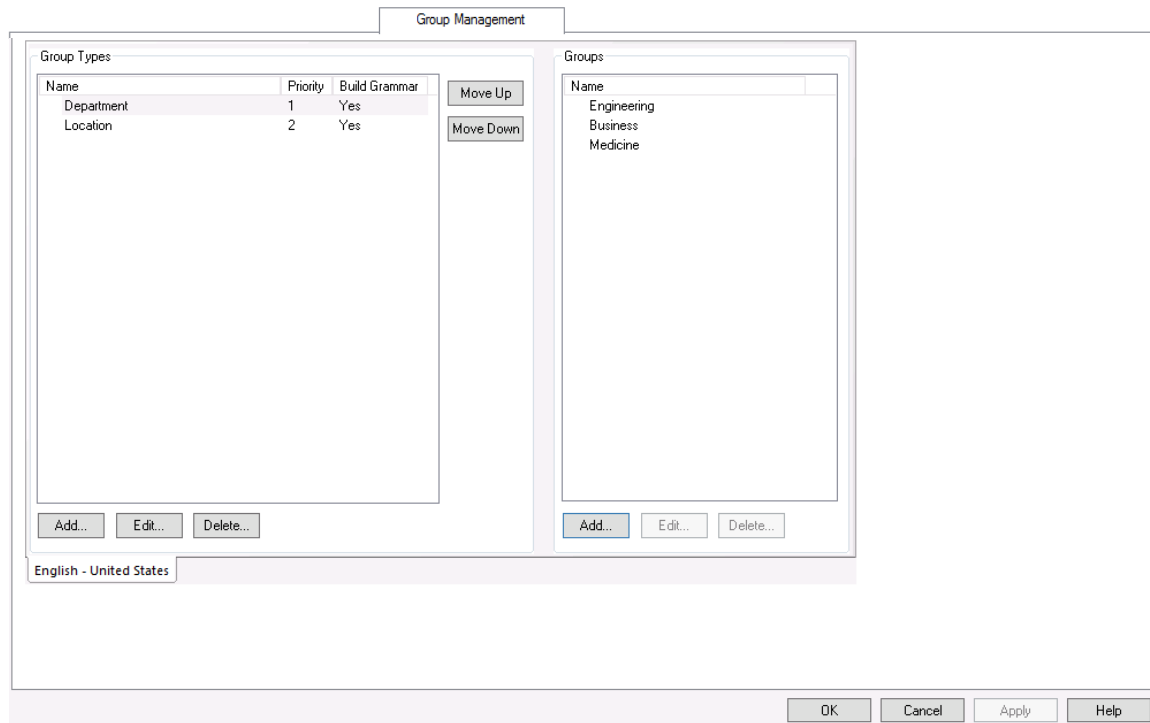 Group Management
Group Types
Name Priority Build Grammar
Department 1 Yes
Location 2 Yes
Move Up
Move Down
Add... Edit... Delete...
Groups
Name
Engineering
Business
Medicine
Add... Edit... Delete...
English - United States
OK Cancel Apply Help